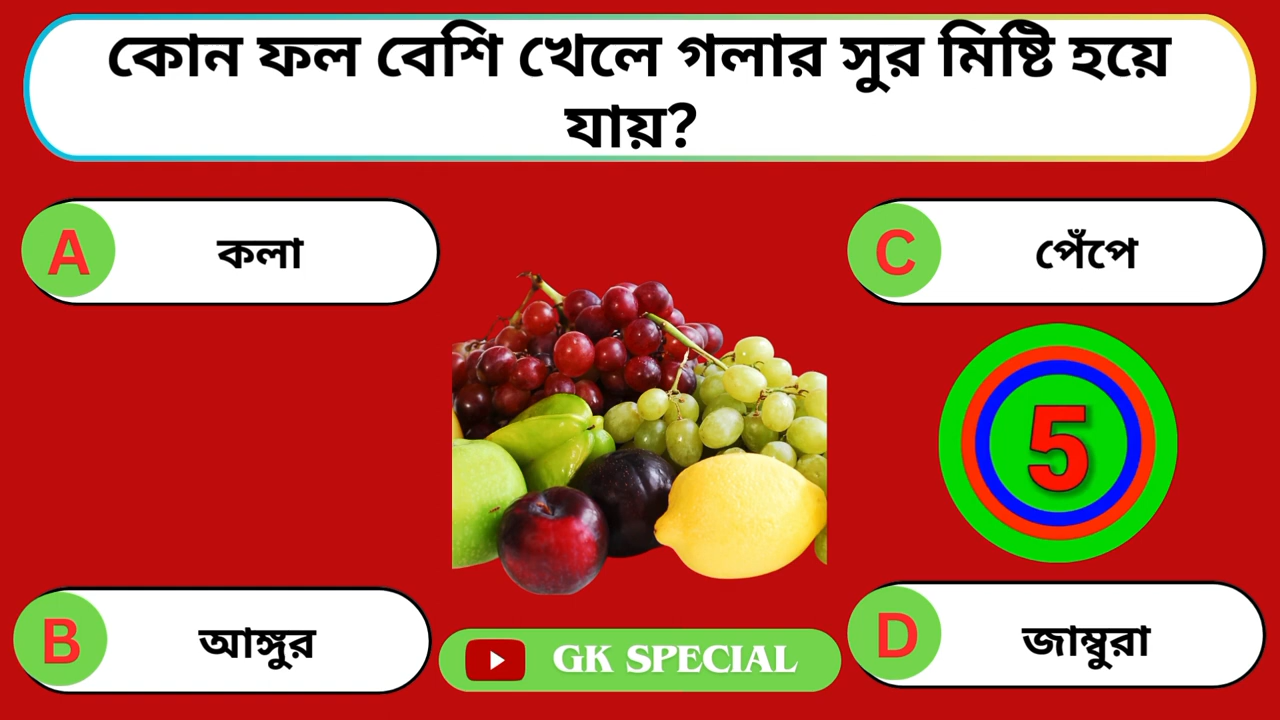 কোন ফল বেশি খেলে গলার সুর মিষ্টি হয়ে
যায়?
A কলা
C পেঁপে
5
B আঙ্গুর
D জাম্বুরা
GK SPECIAL